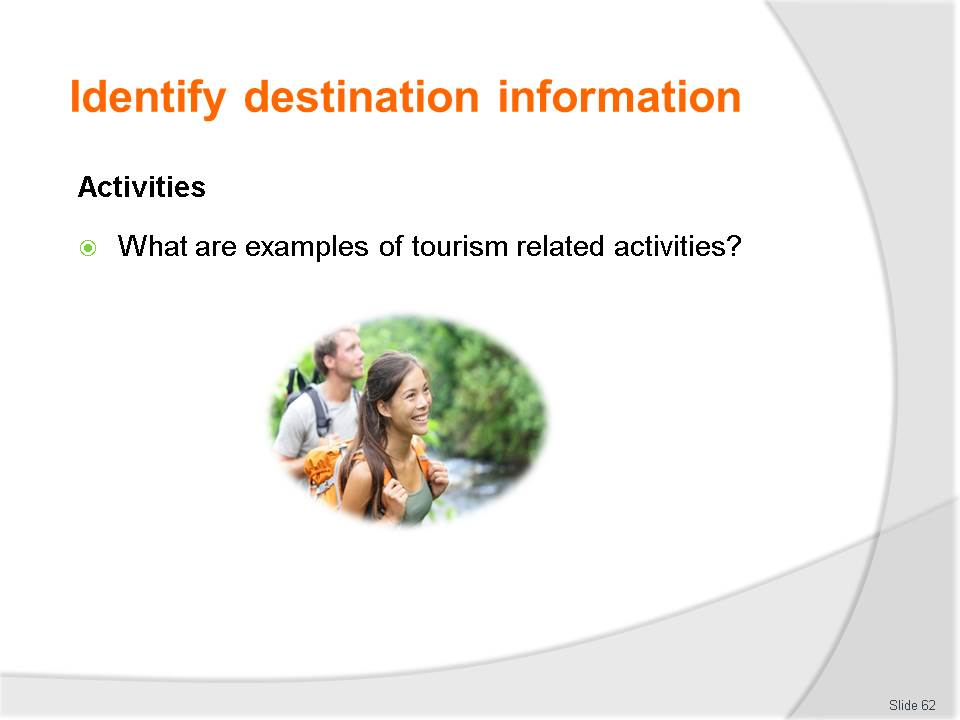 Identify destination information
Activities
What are examples of tourism related activities?
Slide 62